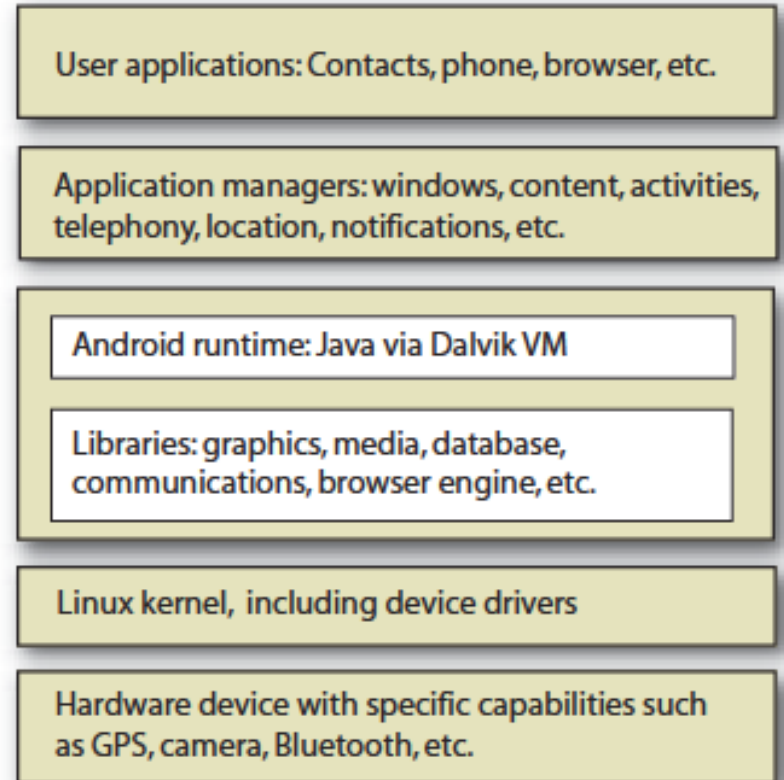 User applications: Contacts, phone, browser, etc.
Application managers: windows, content, activities,
telephony, location, notifications, etc.
Android runtime: Java via Dalvik VM
Libraries: graphics, media, database,
communications, browser engine, etc.
Linux kernel, including device drivers
Hardware device with specific capabilities such
as GPS, camera, Bluetooth, etc.